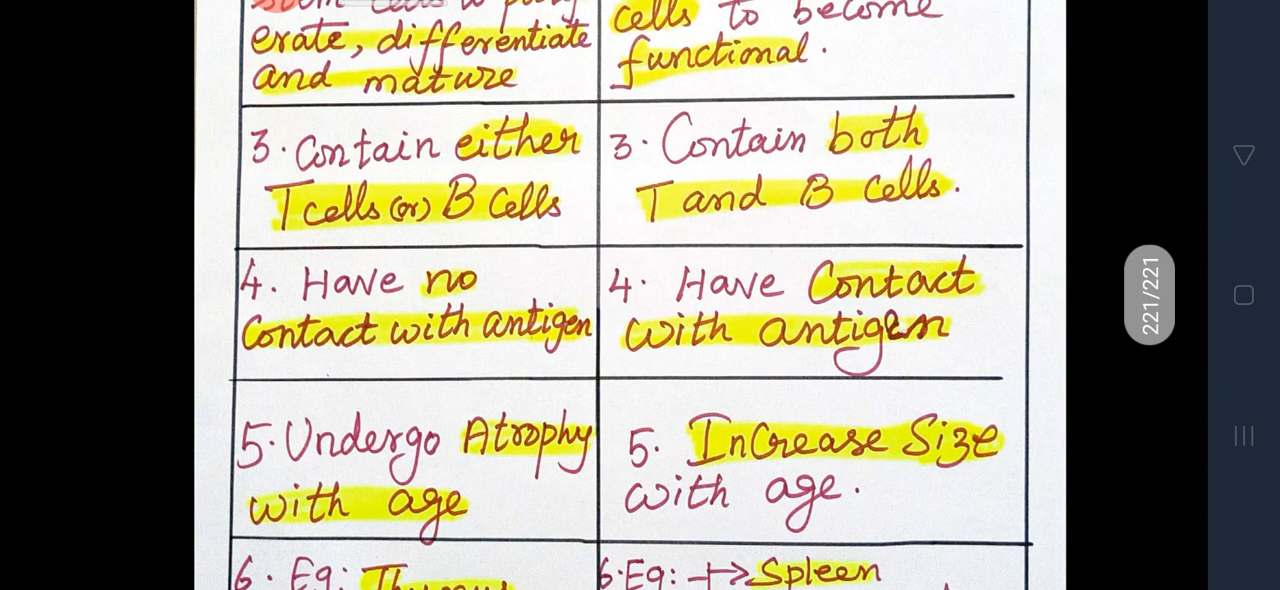 erate, differentiate
and mature
cells to become
functional.
3. Contain either
T cells (or) B Cells
3. Contain both
T and B cells.
4. Have no
Contact with antigen
4. Have Contact
with antigen
5. Undergo Atrophy
with age
5. Increase Size
with age.
6. Eg: Thymus
6. Eg: → Spleen
221/221